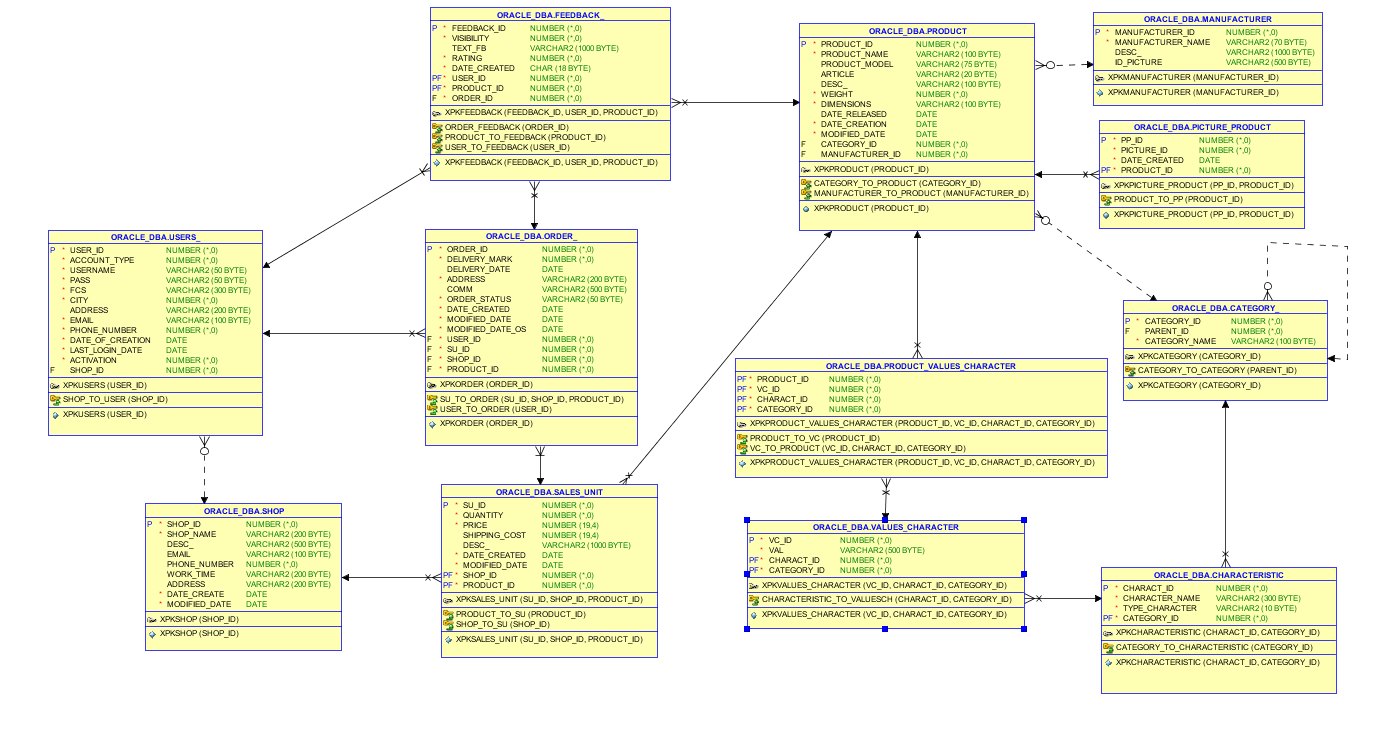 ORACLE_DBA.FEEDBACK_
P * FEEDBACK_ID NUMBER (*,0)
* VISIBILITY NUMBER (*,0)
TEXT_FB VARCHAR2 (1000 BYTE)
* RATING NUMBER (*,0)
* DATE_CREATED CHAR (18 BYTE)
PF * USER_ID NUMBER (*,0)
PF * PRODUCT_ID NUMBER (*,0)
F * ORDER_ID NUMBER (*,0)
XPKFEEDBACK (FEEDBACK_ID, USER_ID, PRODUCT_ID)
ORDER_FEEDBACK (ORDER_ID)
PRODUCT_TO_FEEDBACK (PRODUCT_ID)
USER_TO_FEEDBACK (USER_ID)
XPKFEEDBACK (FEEDBACK_ID, USER_ID, PRODUCT_ID)
ORACLE_DBA.PRODUCT
P * PRODUCT_ID NUMBER (*,0)
* PRODUCT_NAME VARCHAR2 (100 BYTE)
PRODUCT_MODEL VARCHAR2 (75 BYTE)
ARTICLE VARCHAR2 (20 BYTE)
DESC_ VARCHAR2 (100 BYTE)
* WEIGHT NUMBER (*,0)
* DIMENSIONS VARCHAR2 (100 BYTE)
DATE_RELEASED DATE
* DATE_CREATION DATE
* MODIFIED_DATE DATE
F CATEGORY_ID NUMBER (*,0)
F MANUFACTURER_ID NUMBER (*,0)
XPKPRODUCT (PRODUCT_ID)
CATEGORY_TO_PRODUCT (CATEGORY_ID)
MANUFACTURER_TO_PRODUCT (MANUFACTURER_ID)
XPKPRODUCT (PRODUCT_ID)
ORACLE_DBA.MANUFACTURER
P * MANUFACTURER_ID NUMBER (*,0)
* MANUFACTURER_NAME VARCHAR2 (70 BYTE)
DESC_ VARCHAR2 (1000 BYTE)
ID_PICTURE VARCHAR2 (500 BYTE)
XPKMANUFACTURER (MANUFACTURER_ID)
XPKMANUFACTURER (MANUFACTURER_ID)
ORACLE_DBA.PICTURE_PRODUCT
P * PP_ID NUMBER (*,0)
* PICTURE_ID NUMBER (*,0)
* DATE_CREATED DATE
PF * PRODUCT_ID NUMBER (*,0)
XPKPICTURE_PRODUCT (PP_ID, PRODUCT_ID)
PRODUCT_TO_PP (PRODUCT_ID)
XPKPICTURE_PRODUCT (PP_ID, PRODUCT_ID)
ORACLE_DBA.USERS_
P * USER_ID NUMBER (*,0)
* ACCOUNT_TYPE NUMBER (*,0)
* USERNAME VARCHAR2 (50 BYTE)
* PASS VARCHAR2 (50 BYTE)
* FCS VARCHAR2 (300 BYTE)
* CITY NUMBER (*,0)
ADDRESS VARCHAR2 (200 BYTE)
* EMAIL VARCHAR2 (100 BYTE)
* PHONE_NUMBER NUMBER (*,0)
* DATE_OF_CREATION DATE
* LAST_LOGIN_DATE DATE
* ACTIVATION NUMBER (*,0)
F SHOP_ID NUMBER (*,0)
XPKUSERS (USER_ID)
SHOP_TO_USER (SHOP_ID)
XPKUSERS (USER_ID)
ORACLE_DBA.ORDER_
P * ORDER_ID NUMBER (*,0)
* DELIVERY_MARK NUMBER (*,0)
DELIVERY_DATE DATE
* ADDRESS VARCHAR2 (200 BYTE)
COMM VARCHAR2 (500 BYTE)
* ORDER_STATUS VARCHAR2 (50 BYTE)
* DATE_CREATED DATE
* MODIFIED_DATE DATE
* MODIFIED_DATE_OS DATE
F * USER_ID NUMBER (*,0)
F * SU_ID NUMBER (*,0)
F * SHOP_ID NUMBER (*,0)
F * PRODUCT_ID NUMBER (*,0)
XPKORDER (ORDER_ID)
SU_TO_ORDER (SU_ID, SHOP_ID, PRODUCT_ID)
USER_TO_ORDER (USER_ID)
XPKORDER (ORDER_ID)
ORACLE_DBA.CATEGORY_
P * CATEGORY_ID NUMBER (*,0)
F PARENT_ID NUMBER (*,0)
* CATEGORY_NAME VARCHAR2 (100 BYTE)
XPKCATEGORY (CATEGORY_ID)
CATEGORY_TO_CATEGORY (PARENT_ID)
XPKCATEGORY (CATEGORY_ID)
ORACLE_DBA.PRODUCT_VALUES_CHARACTER
PF * PRODUCT_ID NUMBER (*,0)
PF * VC_ID NUMBER (*,0)
PF * CHARACT_ID NUMBER (*,0)
PF * CATEGORY_ID NUMBER (*,0)
XPKPRODUCT_VALUES_CHARACTER (PRODUCT_ID, VC_ID, CHARACT_ID, CATEGORY_ID)
PRODUCT_TO_VC (PRODUCT_ID)
VC_TO_PRODUCT (VC_ID, CHARACT_ID, CATEGORY_ID)
XPKPRODUCT_VALUES_CHARACTER (PRODUCT_ID, VC_ID, CHARACT_ID, CATEGORY_ID)
ORACLE_DBA.SHOP
P * SHOP_ID NUMBER (*,0)
* SHOP_NAME VARCHAR2 (200 BYTE)
DESC_ VARCHAR2 (500 BYTE)
EMAIL VARCHAR2 (100 BYTE)
PHONE_NUMBER NUMBER (*,0)
WORK_TIME VARCHAR2 (200 BYTE)
ADDRESS VARCHAR2 (200 BYTE)
* DATE_CREATE DATE
* MODIFIED_DATE DATE
XPKSHOP (SHOP_ID)
XPKSHOP (SHOP_ID)
ORACLE_DBA.SALES_UNIT
P * SU_ID NUMBER (*,0)
* QUANTITY NUMBER (*,0)
* PRICE NUMBER (19,4)
SHIPPING_COST NUMBER (19,4)
DESC_ VARCHAR2 (1000 BYTE)
* DATE_CREATED DATE
* MODIFIED_DATE DATE
PF * SHOP_ID NUMBER (*,0)
PF * PRODUCT_ID NUMBER (*,0)
XPKSALES_UNIT (SU_ID, SHOP_ID, PRODUCT_ID)
PRODUCT_TO_SU (PRODUCT_ID)
SHOP_TO_SU (SHOP_ID)
XPKSALES_UNIT (SU_ID, SHOP_ID, PRODUCT_ID)
ORACLE_DBA.VALUES_CHARACTER
P * VC_ID NUMBER (*,0)
* VAL VARCHAR2 (500 BYTE)
PF * CHARACT_ID NUMBER (*,0)
PF * CATEGORY_ID NUMBER (*,0)
XPKVALUES_CHARACTER (VC_ID, CHARACT_ID, CATEGORY_ID)
CHARACTERISTIC_TO_VALUESCH (CHARACT_ID, CATEGORY_ID)
XPKVALUES_CHARACTER (VC_ID, CHARACT_ID, CATEGORY_ID)
ORACLE_DBA.CHARACTERISTIC
P * CHARACT_ID NUMBER (*,0)
* CHARACTER_NAME VARCHAR2 (300 BYTE)
* TYPE_CHARACTER VARCHAR2 (10 BYTE)
PF * CATEGORY_ID NUMBER (*,0)
XPKCHARACTERISTIC (CHARACT_ID, CATEGORY_ID)
CATEGORY_TO_CHARACTERISTIC (CATEGORY_ID)
XPKCHARACTERISTIC (CHARACT_ID, CATEGORY_ID)